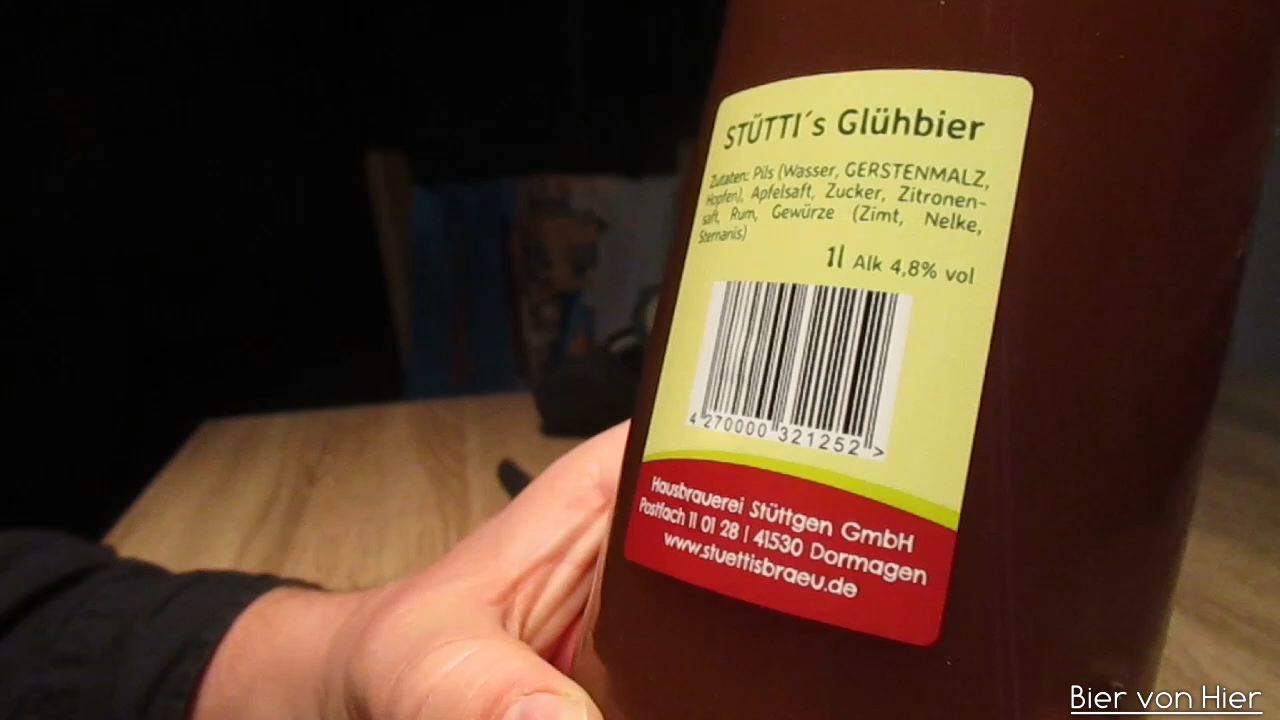 STÜTTI´s Glühbier
Zutaten: Pils (Wasser, GERSTENMALZ,
Hopfen), Apfelsaft, Zucker, Zitronen-
saft, Rum, Gewürze (Zimt, Nelke,
Sternanis)
1l Alk 4,8% vol
4 270000 321252 >
Hausbrauerei Stüttgen GmbH
Postfach 11 01 28 | 41530 Dormagen
www.stuettisbraeu.de
Bier von Hier